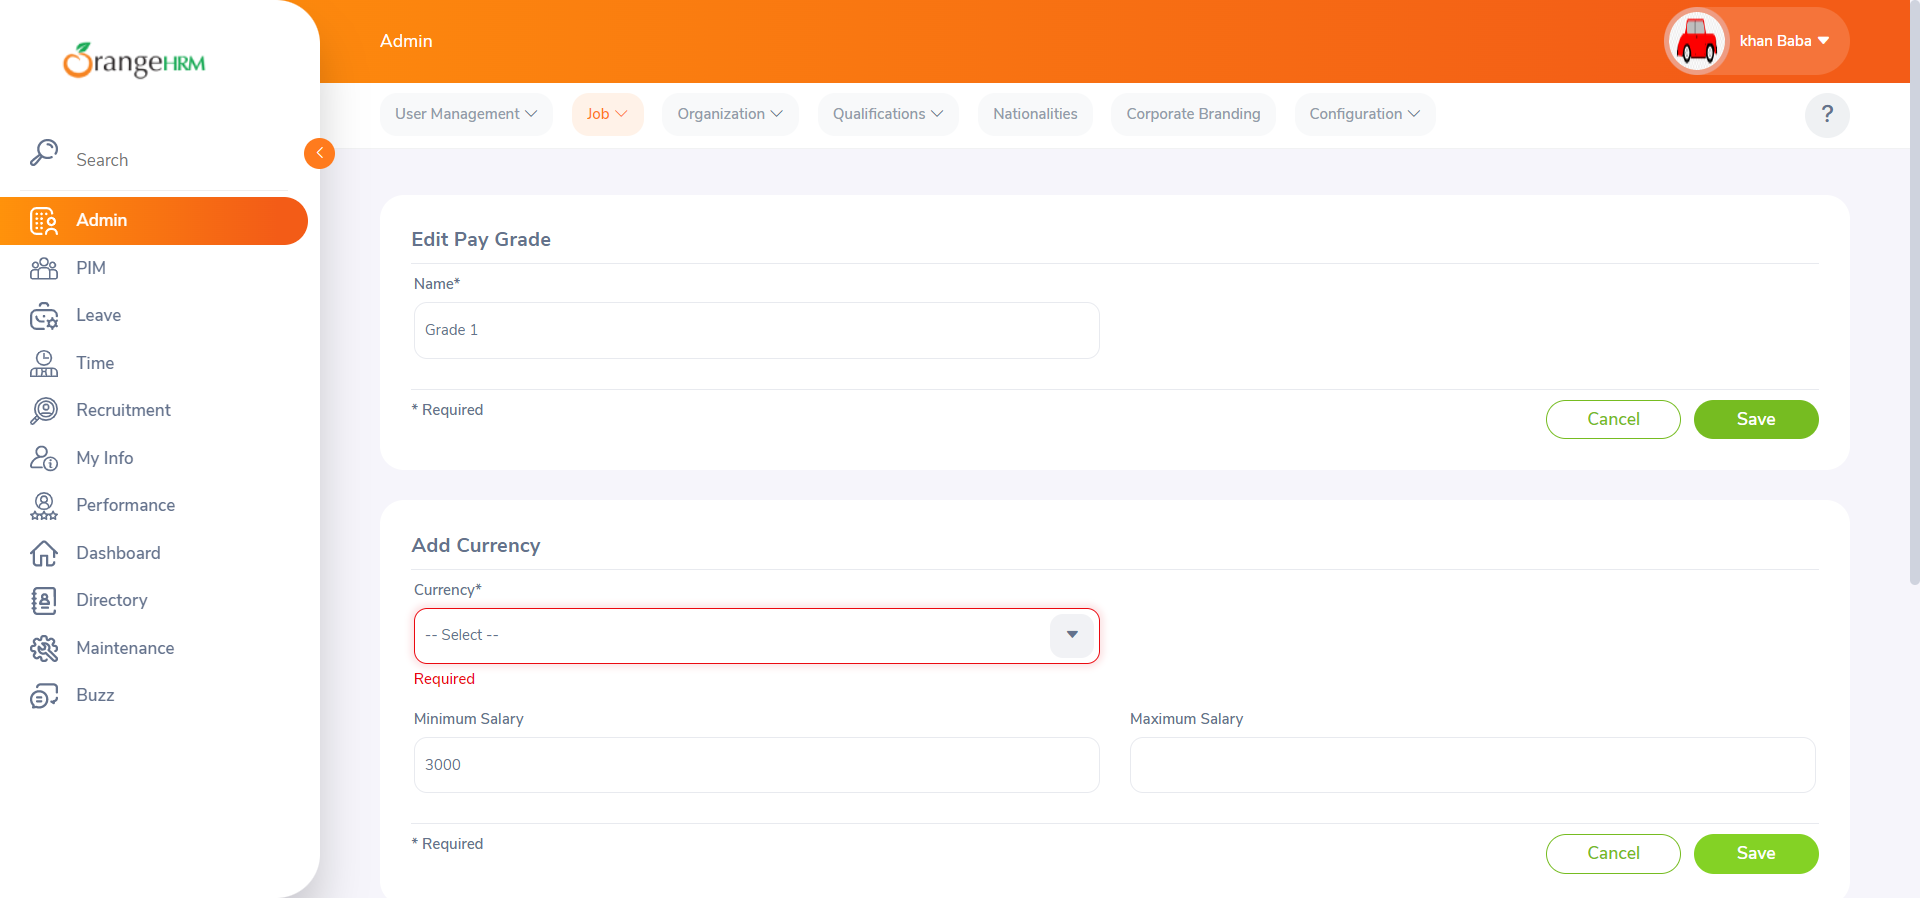 OrangeHRM
Admin
khan Baba
User Management
Job
Organization
Qualifications
Nationalities
Corporate Branding
Configuration
?
Search
Admin
PIM
Leave
Time
Recruitment
My Info
Performance
Dashboard
Directory
Maintenance
Buzz
Edit Pay Grade
Name*
Grade 1
* Required
Cancel
Save
Add Currency
Currency*
-- Select --
Required
Minimum Salary
Maximum Salary
3000
* Required
Cancel
Save